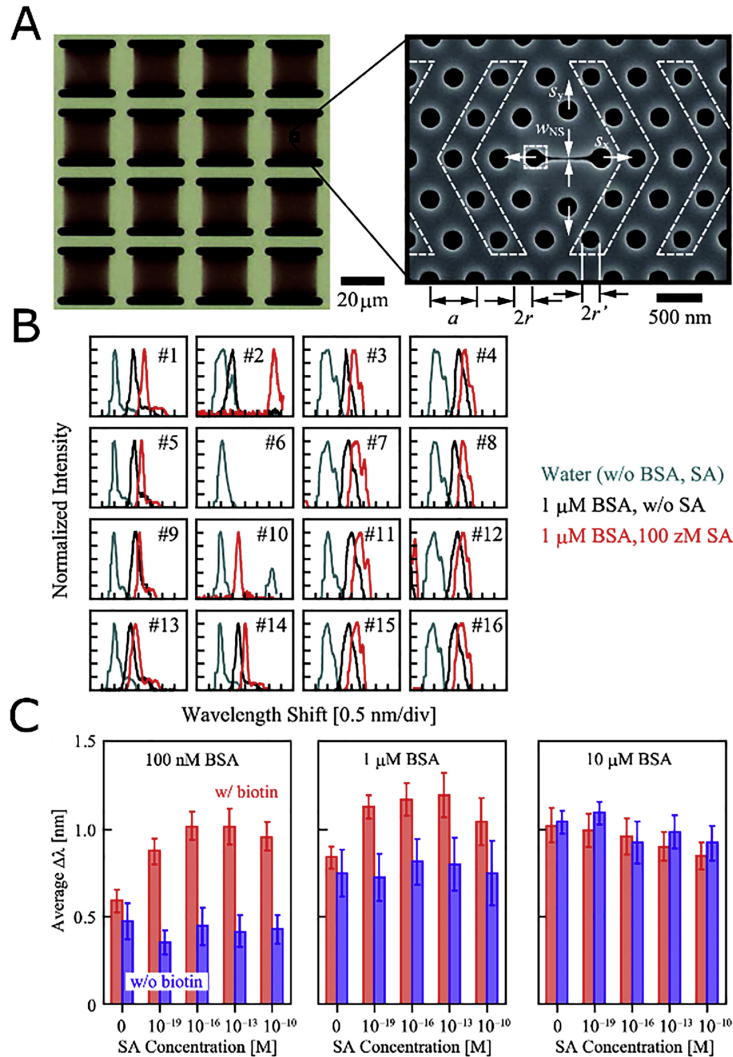 A
s_y
w_NS
s_x
20 μm
a
2r
2r'
500 nm
B
Normalized Intensity
#1
#2
#3
#4
#5
#6
#7
#8
#9
#10
#11
#12
#13
#14
#15
#16
Wavelength Shift [0.5 nm/div]
Water (w/o BSA, SA)
1 μM BSA, w/o SA
1 μM BSA,100 zM SA
C
Average Δλ [nm]
1.5
1.0
0.5
0
100 nM BSA
w/ biotin
w/o biotin
0 10⁻¹⁹ 10⁻¹⁶ 10⁻¹³ 10⁻¹⁰
SA Concentration [M]
1 μM BSA
0 10⁻¹⁹ 10⁻¹⁶ 10⁻¹³ 10⁻¹⁰
SA Concentration [M]
10 μM BSA
0 10⁻¹⁹ 10⁻¹⁶ 10⁻¹³ 10⁻¹⁰
SA Concentration [M]